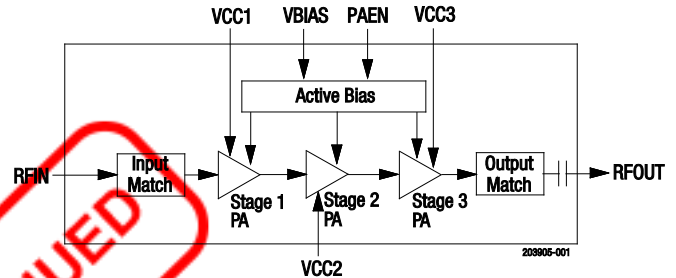 VCC1 VBIAS PAEN VCC3
Active Bias
RFIN
Input
Match
Stage 1
PA
Stage 2
PA
Stage 3
PA
Output
Match
RFOUT
VCC2
203905-001
NUED